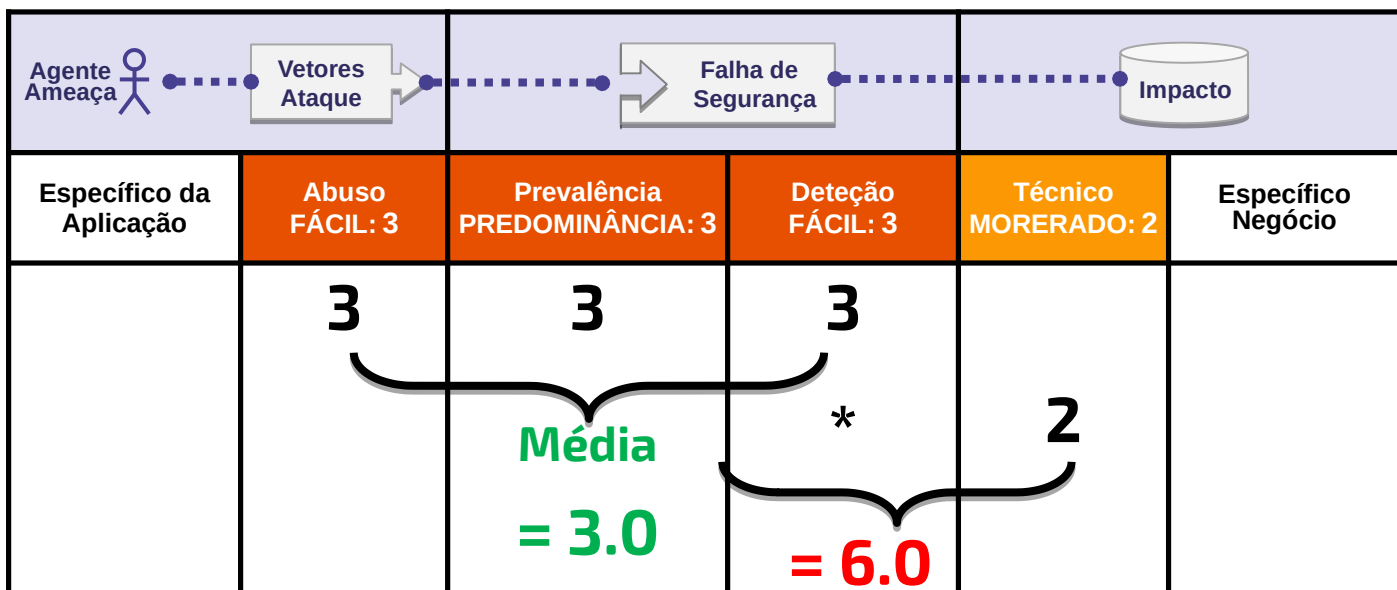 Agente
Ameaça
Vetores
Ataque
Falha de
Segurança
Impacto
Específico da
Aplicação
Abuso
FÁCIL: 3
Prevalência
PREDOMINÂNCIA: 3
Deteção
FÁCIL: 3
Técnico
MORERADO: 2
Específico
Negócio
3
3
3
*
2
Média
= 3.0
= 6.0